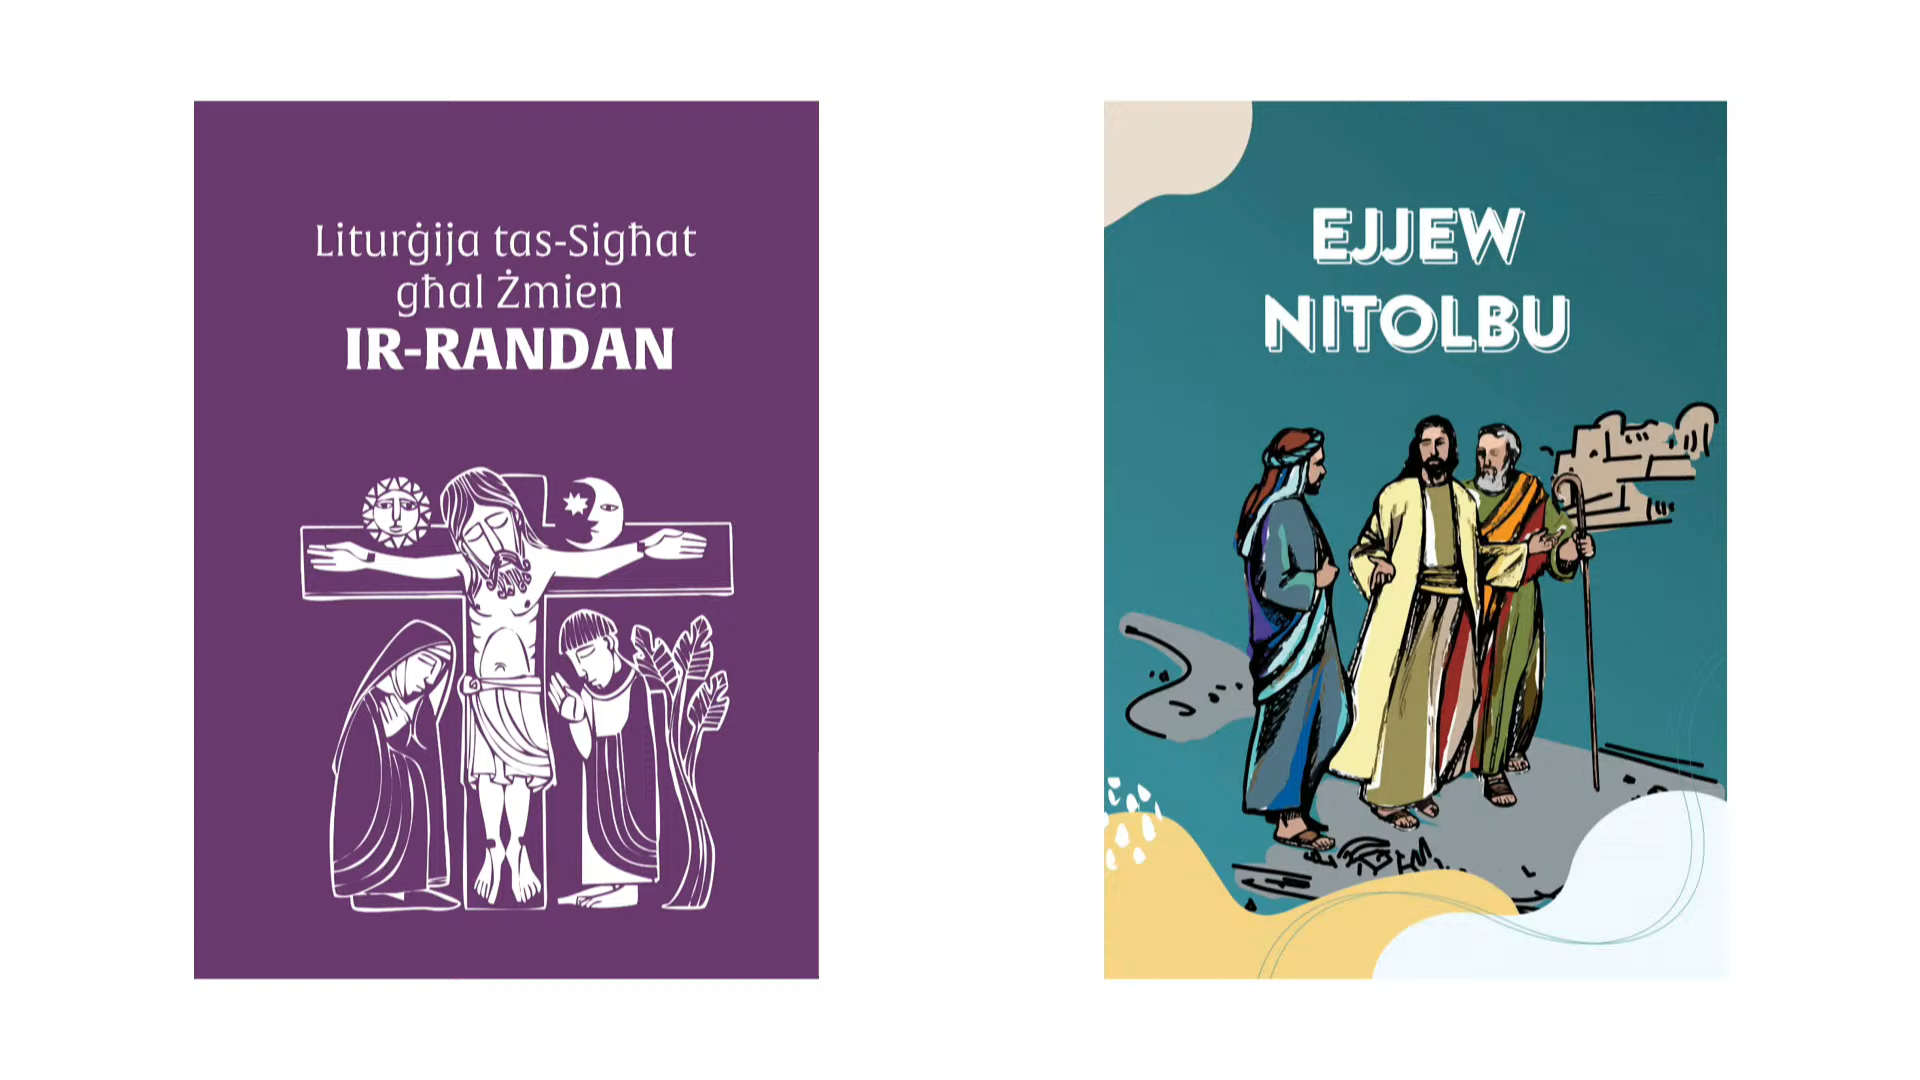 Liturġija tas-Sigħat
għal Żmien
IR-RANDAN
EJJEW
NITOLBU